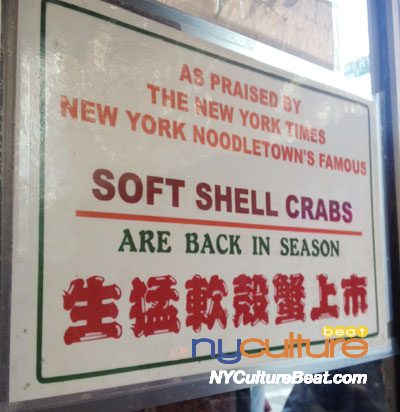 AS PRAISED BY
THE NEW YORK TIMES
NEW YORK NOODLETOWN'S FAMOUS
SOFT SHELL CRABS
ARE BACK IN SEASON
生猛軟殼蟹上市
beat
nyculture
NYCultureBeat.com